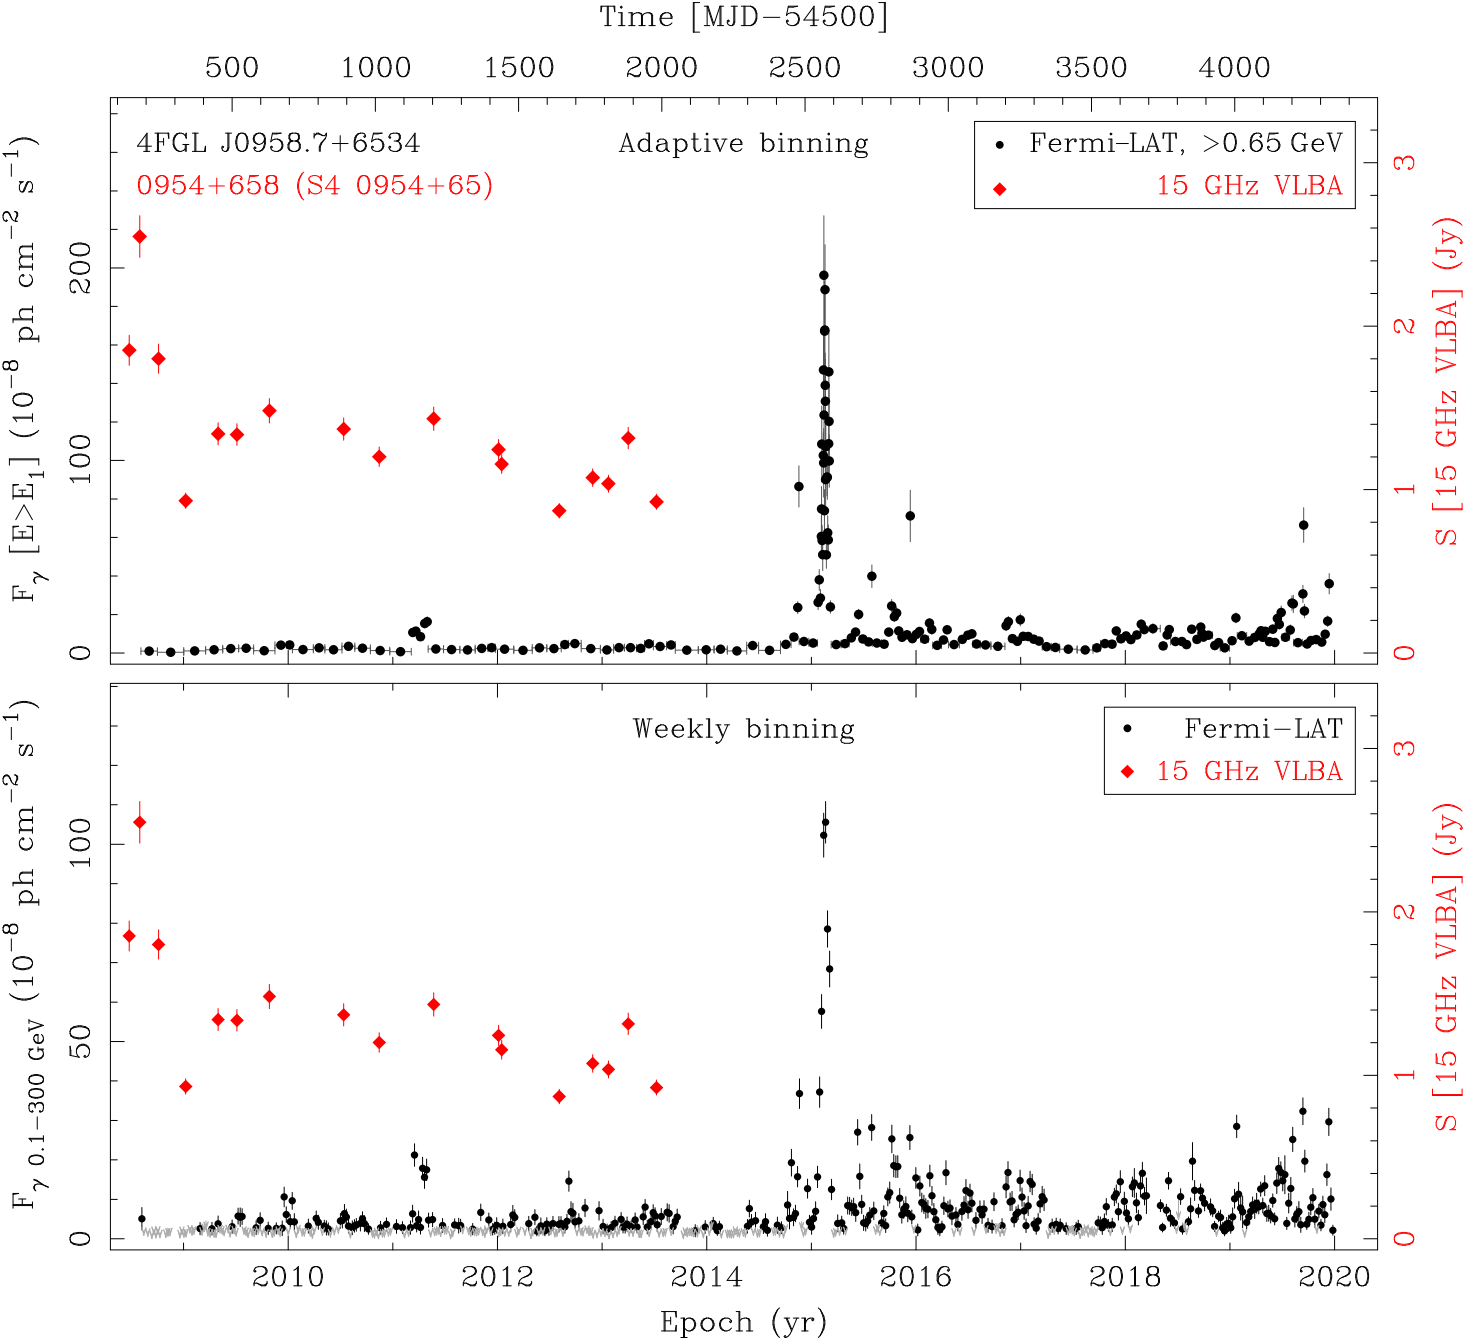 Time [MJD−54500]
500 1000 1500 2000 2500 3000 3500 4000
4FGL J0958.7+6534
0954+658 (S4 0954+65)
Adaptive binning
Fermi−LAT, >0.65 GeV
15 GHz VLBA
F_γ [E>E_1] (10^−8 ph cm^−2 s^−1)
0 100 200
S [15 GHz VLBA] (Jy)
0 1 2 3
Weekly binning
Fermi−LAT
15 GHz VLBA
F_γ 0.1−300 GeV (10^−8 ph cm^−2 s^−1)
0 50 100
S [15 GHz VLBA] (Jy)
0 1 2 3
2010 2012 2014 2016 2018 2020
Epoch (yr)